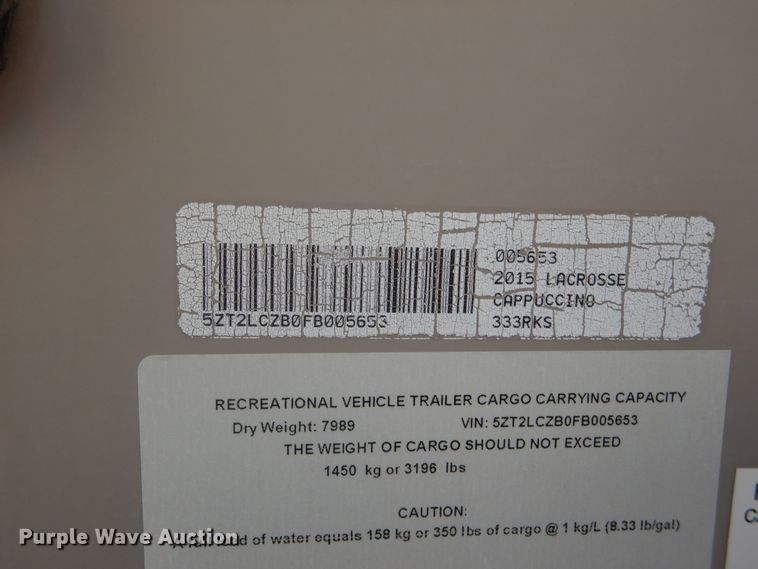 005653
2015 LACROSSE
CAPPUCCINO
5ZT2LCZB0FB005653 333RKS
RECREATIONAL VEHICLE TRAILER CARGO CARRYING CAPACITY
Dry Weight: 7989 VIN: 5ZT2LCZB0FB005653
THE WEIGHT OF CARGO SHOULD NOT EXCEED
1450 kg or 3196 lbs
CAUTION:
of water equals 158 kg or 350 lbs of cargo @ 1 kg/L (8.33 lb/gal)
Purple Wave Auction